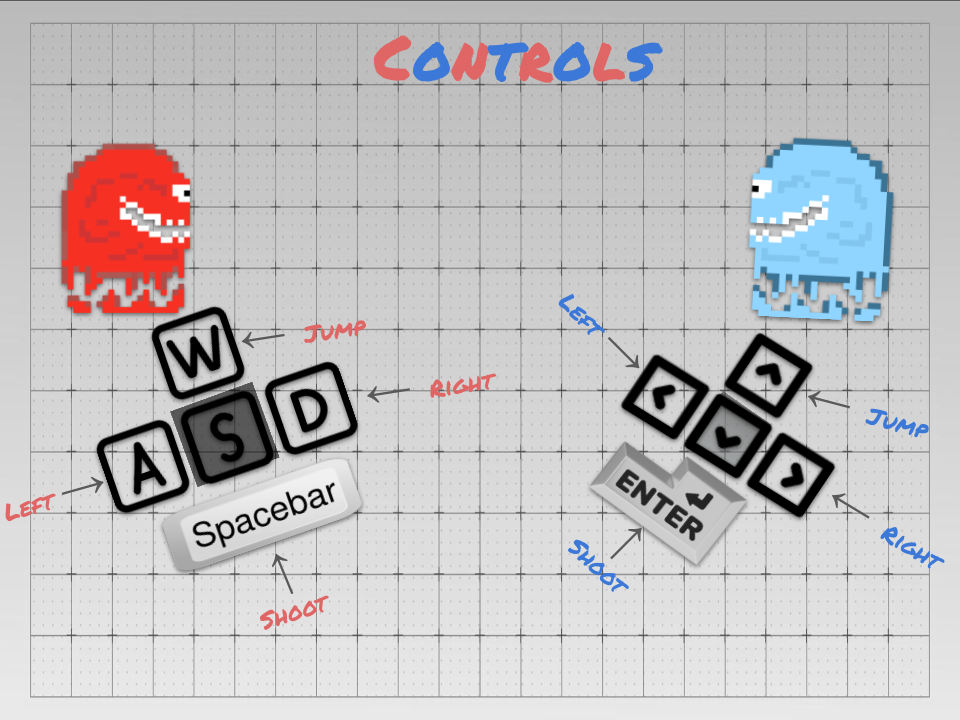 Controls
W
Jump
Right
A
S
D
Left
Spacebar
Shoot
Left
Jump
ENTER
Shoot
Right